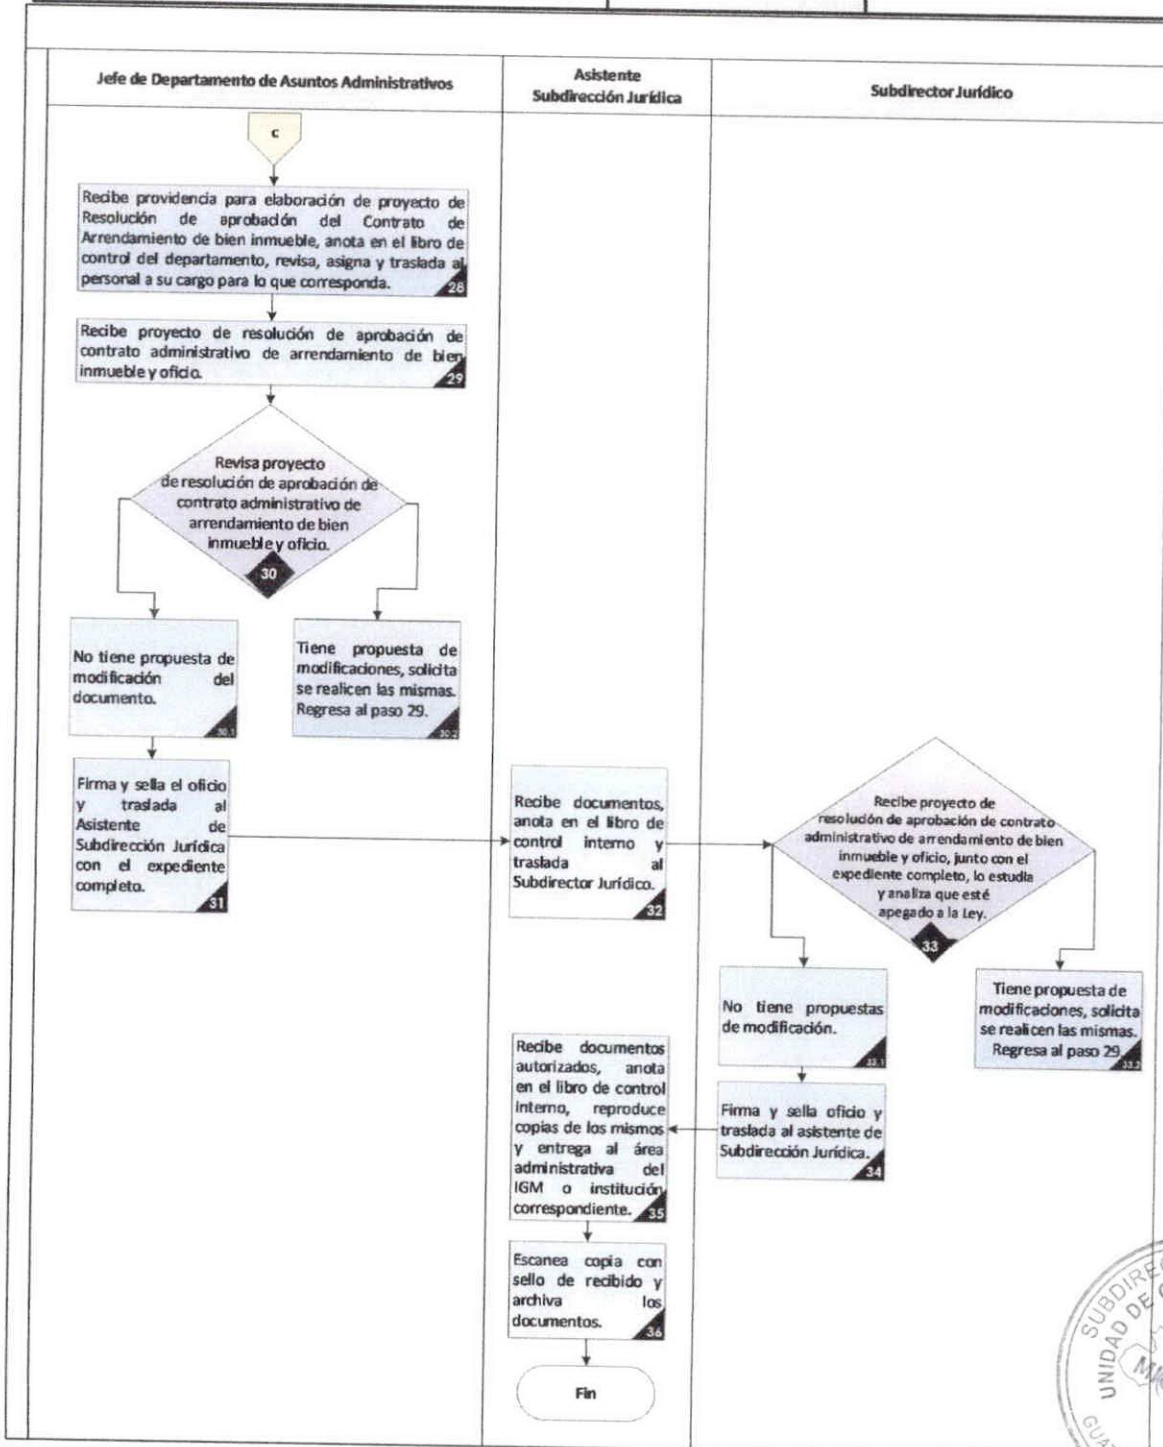 Jefe de Departamento de Asuntos Administrativos
Asistente
Subdirección Jurídica
Subdirector Jurídico
c
Recibe providencia para elaboración de proyecto de
Resolución de aprobación del Contrato de
Arrendamiento de bien inmueble, anota en el libro de
control del departamento, revisa, asigna y traslada al
personal a su cargo para lo que corresponda.
28
Recibe proyecto de resolución de aprobación de
contrato administrativo de arrendamiento de bien
inmueble y oficio.
29
Revisa proyecto
de resolución de aprobación de
contrato administrativo de
arrendamiento de bien
inmueble y oficio.
30
No tiene propuesta de
modificación del
documento.
30.1
Tiene propuesta de
modificaciones, solicita
se realicen las mismas.
Regresa al paso 29.
30.2
Firma y sella el oficio
y traslada al
Asistente de
Subdirección Jurídica
con el expediente
completo.
31
Recibe documentos,
anota en el libro de
control interno y
traslada al
Subdirector Jurídico.
32
Recibe proyecto de
resolución de aprobación de contrato
administrativo de arrendamiento de bien
inmueble y oficio, junto con el
expediente completo, lo estudia
y analiza que esté
apegado a la Ley.
33
No tiene propuestas
de modificación.
33.1
Tiene propuesta de
modificaciones, solicita
se realicen las mismas.
Regresa al paso 29.
33.2
Firma y sella oficio y
traslada al asistente de
Subdirección Jurídica.
34
Recibe documentos
autorizados, anota
en el libro de control
interno, reproduce
copias de los mismos
y entrega al área
administrativa del
IGM o institución
correspondiente.
35
Escanea copia con
sello de recibido y
archiva los
documentos.
36
Fin
UNIDAD DE